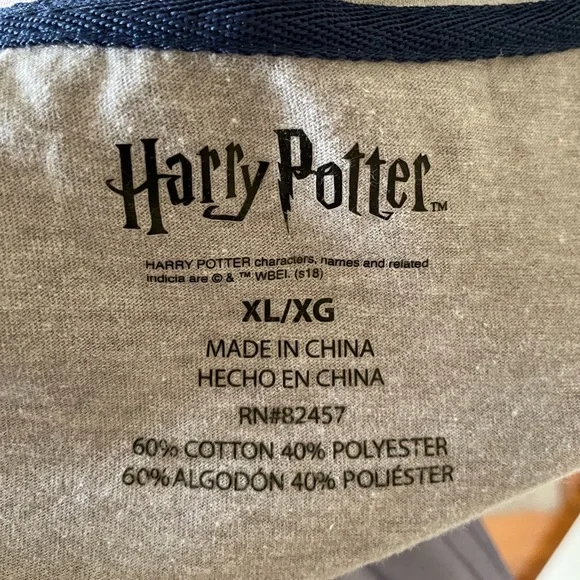 Harry Potter™
HARRY POTTER characters, names and related
indicia are © & ™ WBEI. (s18)
XL/XG
MADE IN CHINA
HECHO EN CHINA
RN#82457
60% COTTON 40% POLYESTER
60% ALGODÓN 40% POLIÉSTER